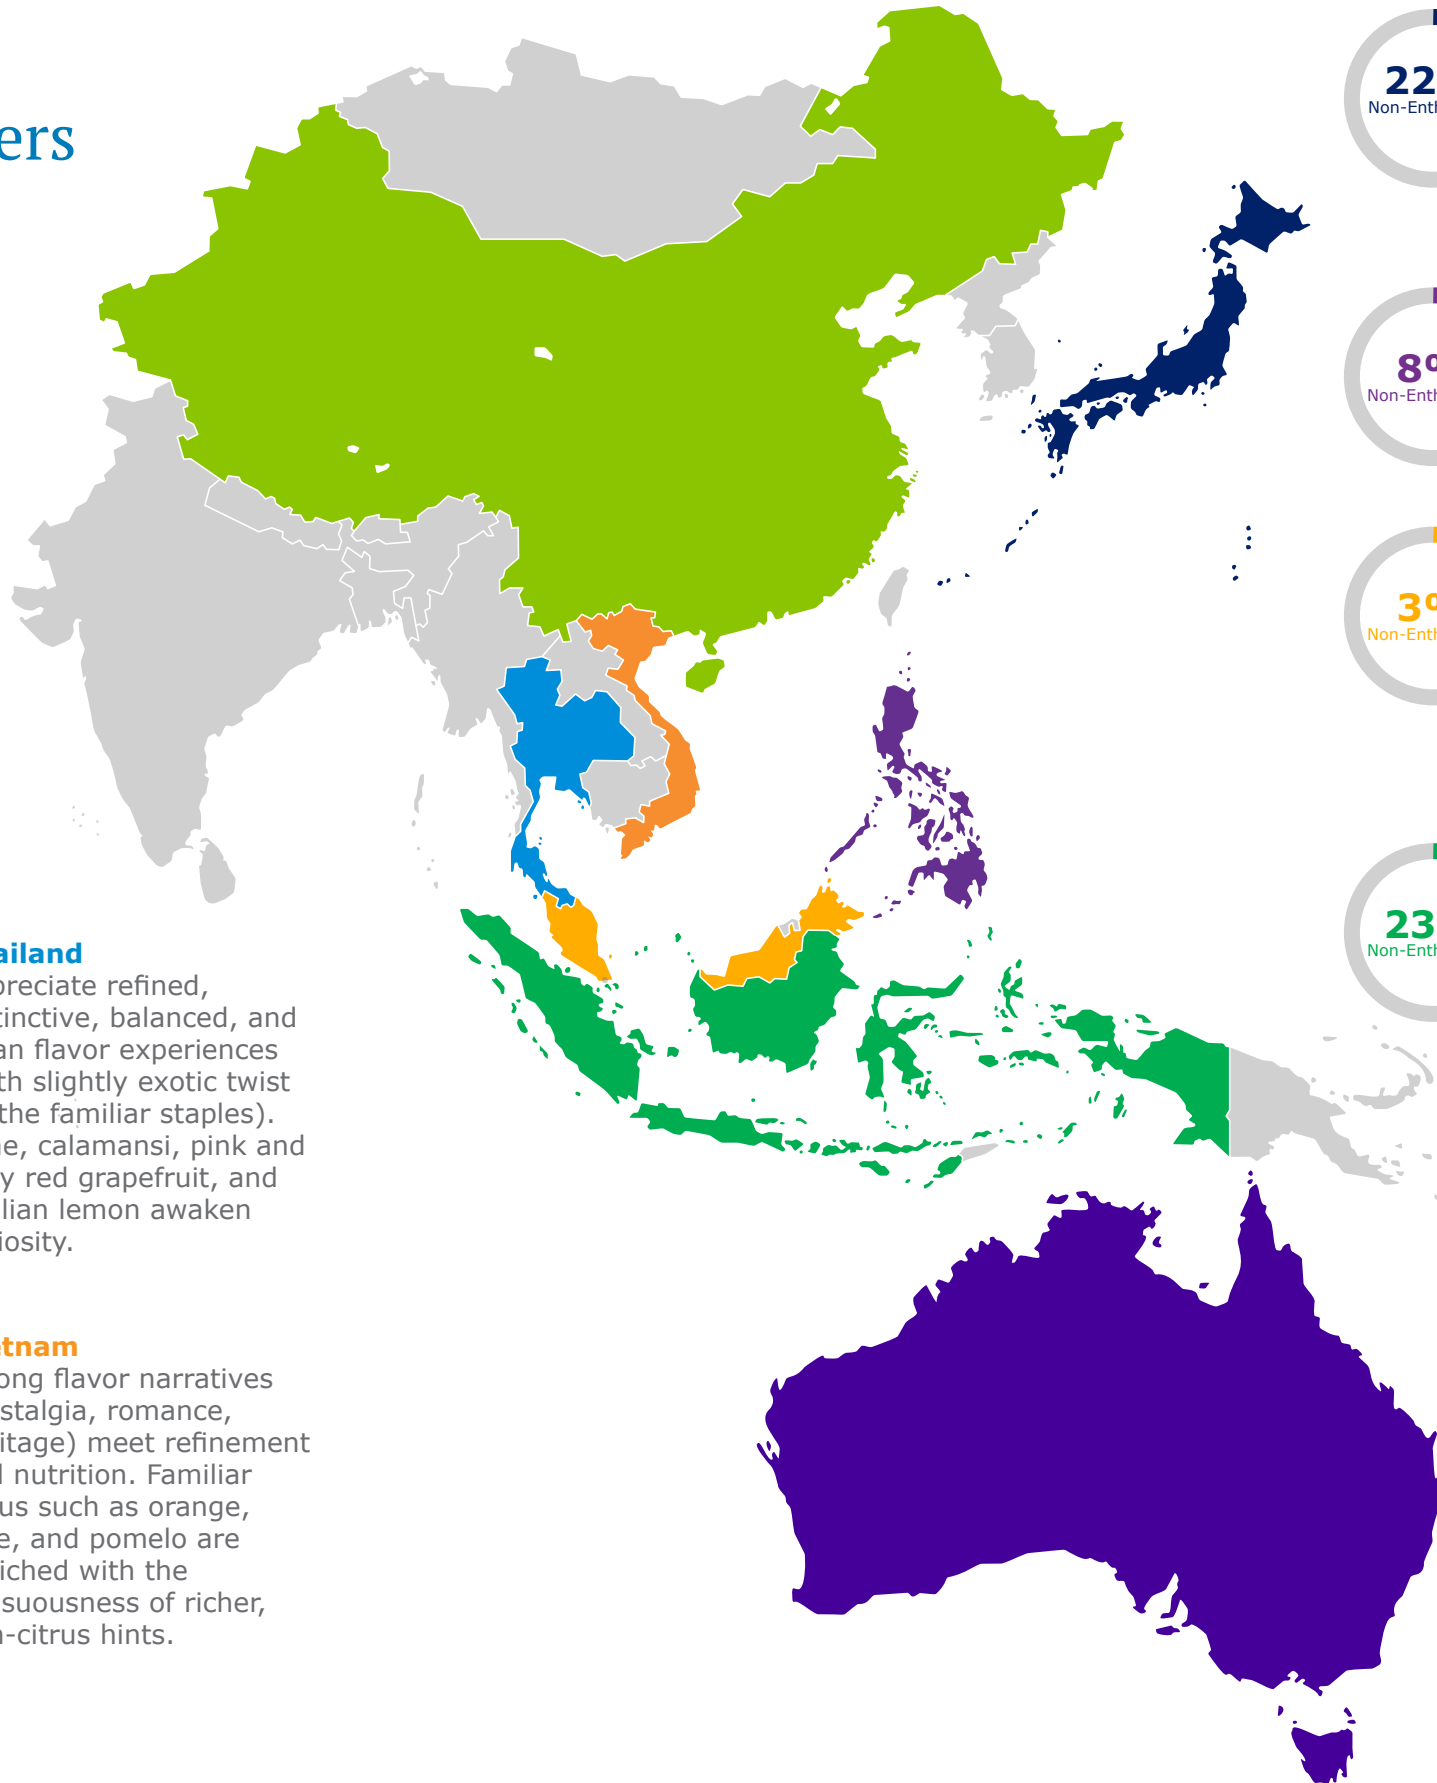 ers
ailand
preciate refined,
tinctive, balanced, and
an flavor experiences
th slightly exotic twist
the familiar staples).
e, calamansi, pink and
y red grapefruit, and
lian lemon awaken
iosity.
etnam
ong flavor narratives
stalgia, romance,
itage) meet refinement
d nutrition. Familiar
us such as orange,
e, and pomelo are
iched with the
suousness of richer,
-citrus hints.
22
Non-Enth
8%
Non-Enth
3%
Non-Enth
23
Non-Enth